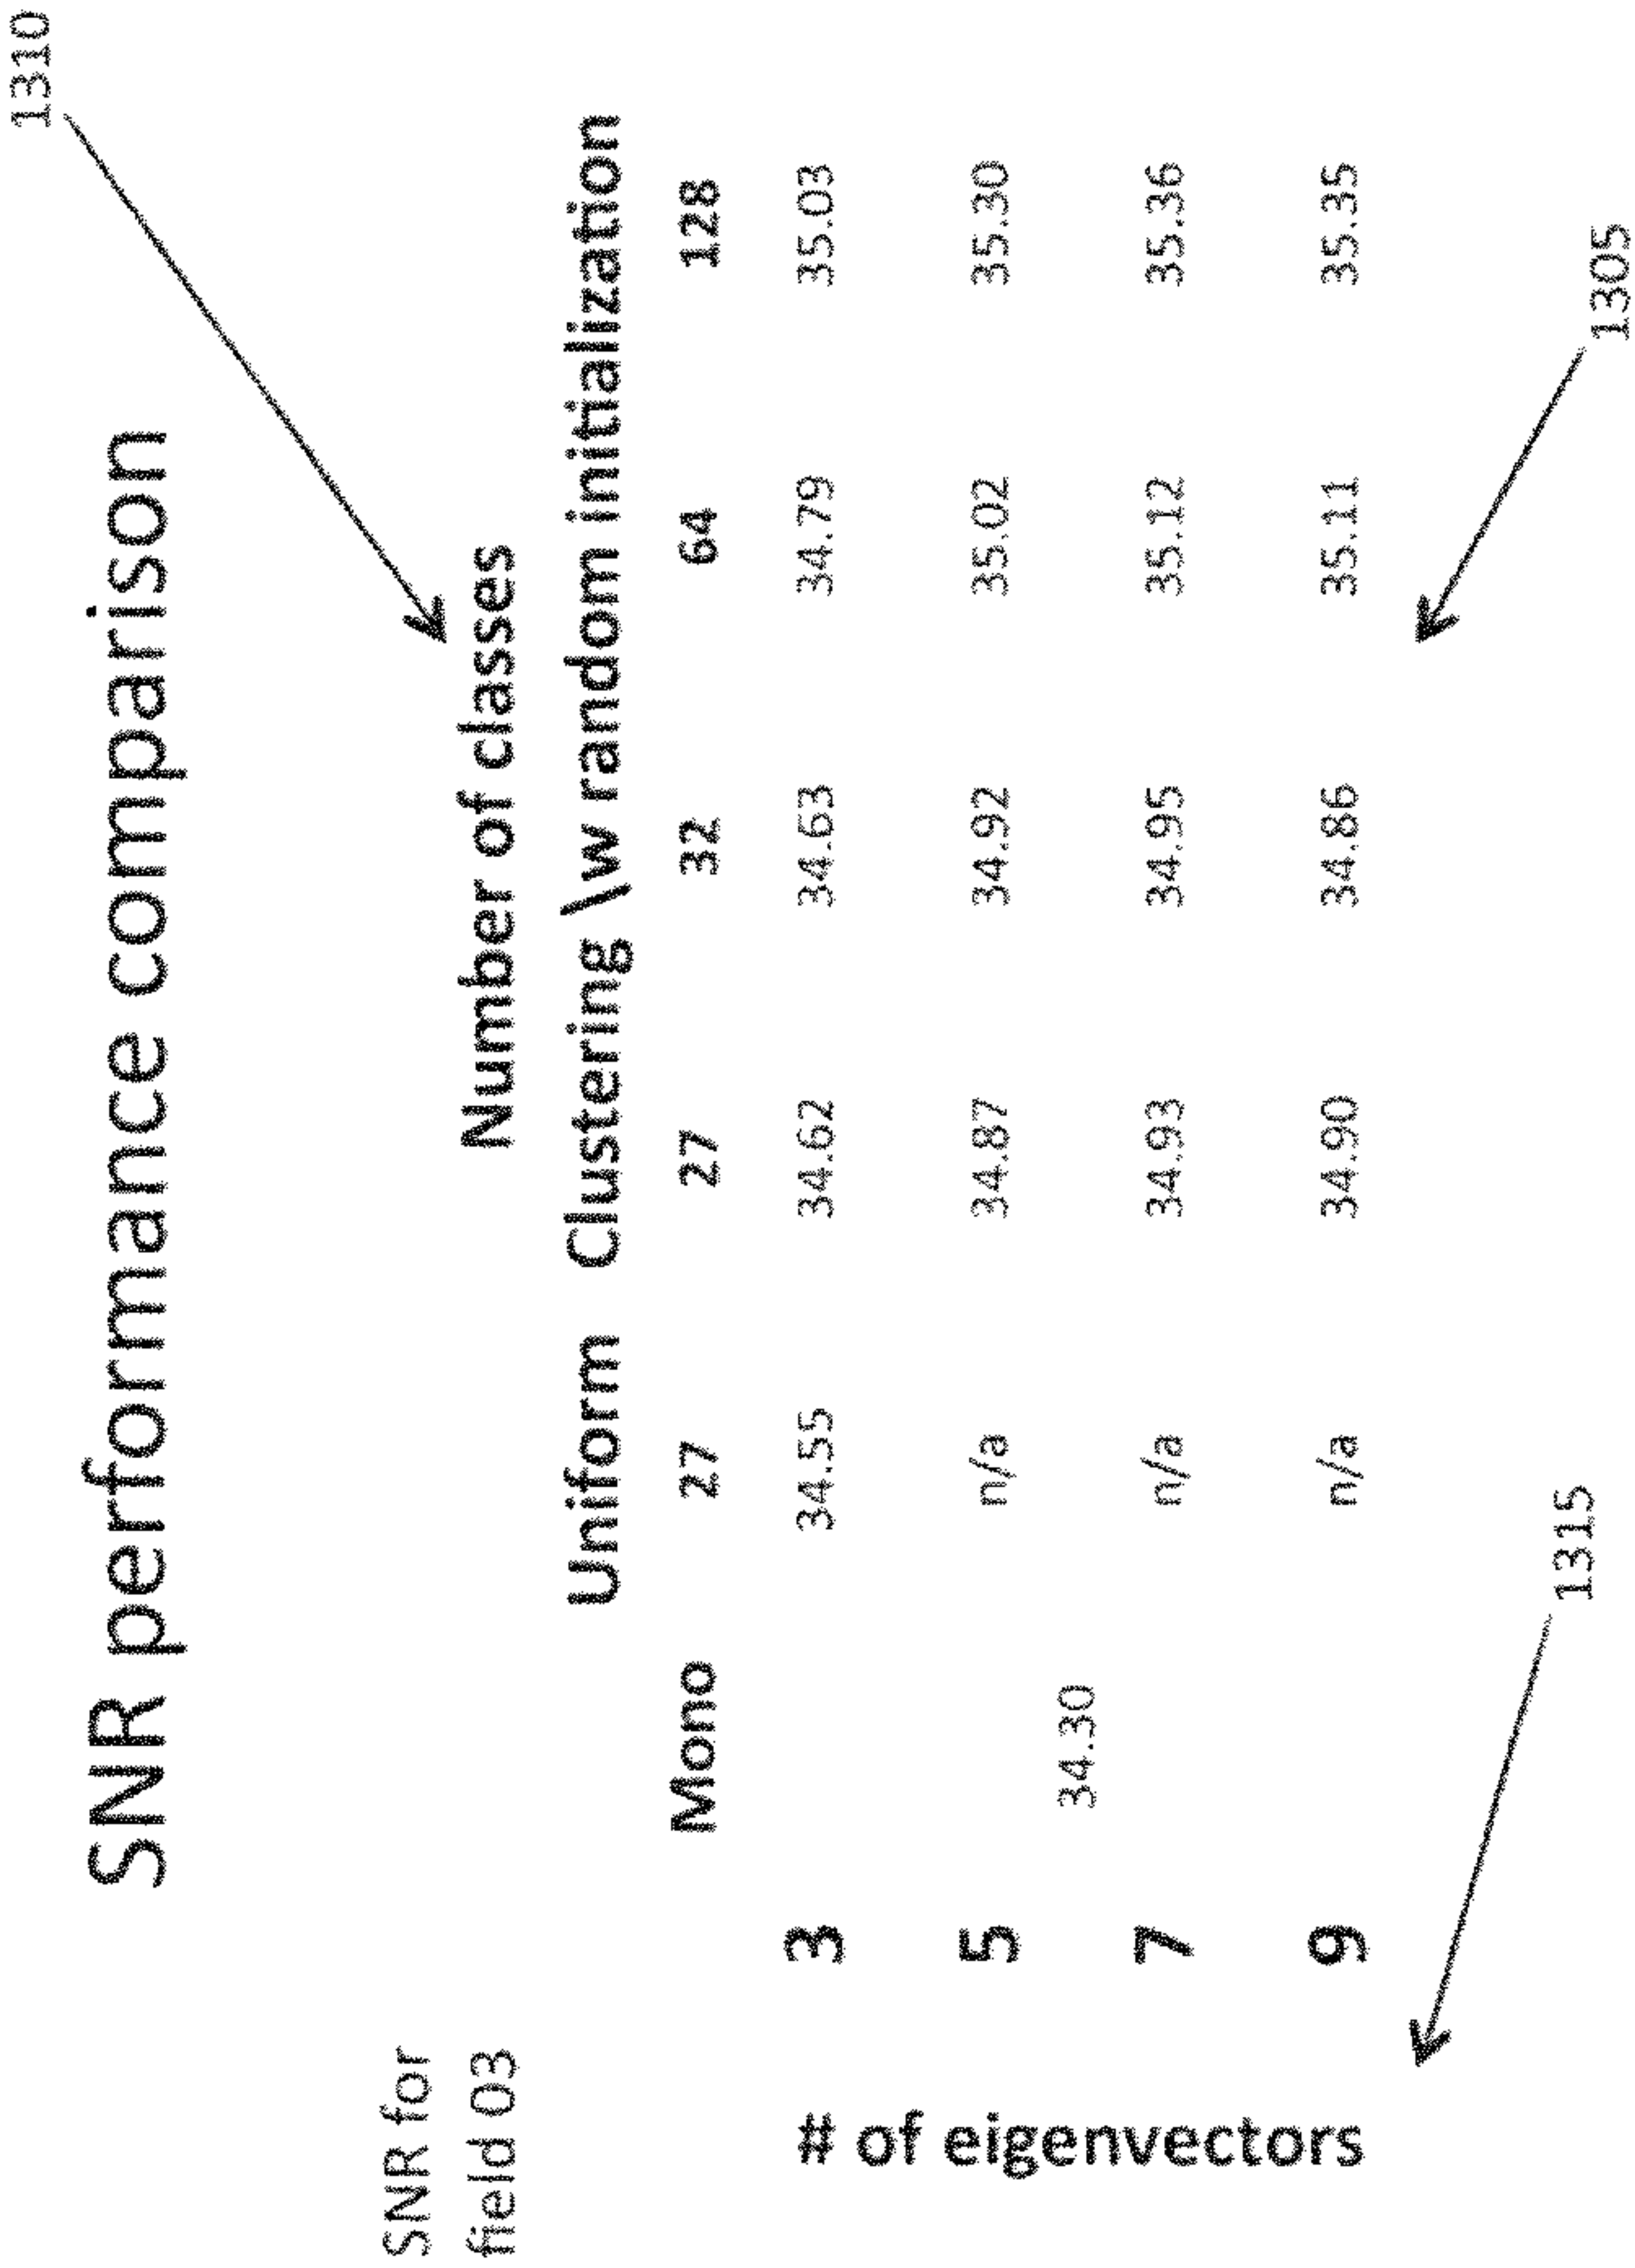 1310
SNR performance comparison
SNR for
field 03
Number of classes
Uniform Clustering \w random initialization
Mono 27 27 32 64 128
3 34.55 34.62 34.63 34.79 35.03
5 n/a 34.87 34.92 35.02 35.30
34.30
7 n/a 34.93 34.95 35.12 35.36
9 n/a 34.90 34.86 35.11 35.35
# of eigenvectors
1315
1305